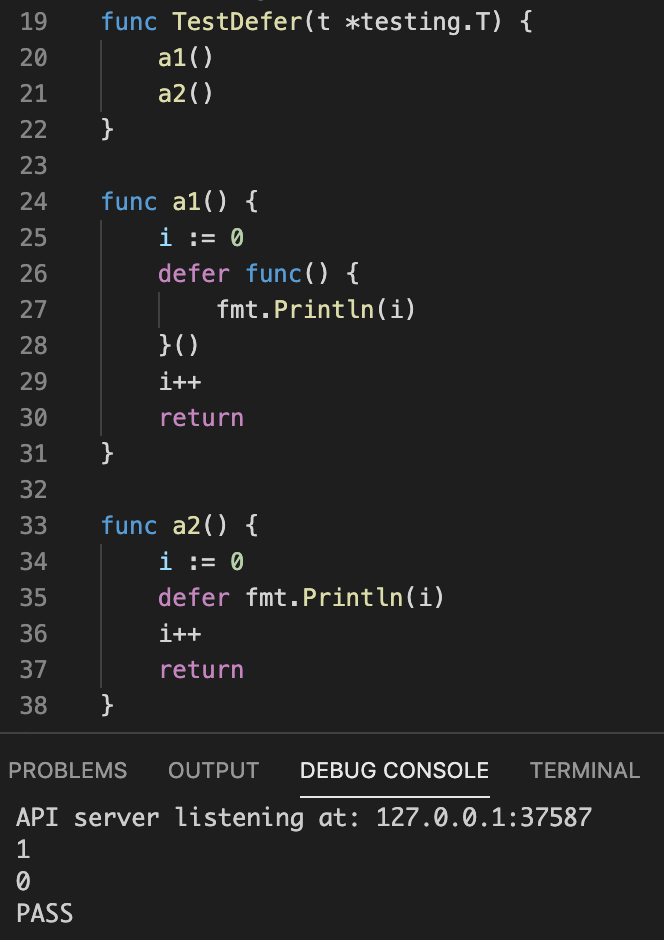 19 func TestDefer(t *testing.T) {
20 a1()
21 a2()
22 }
23
24 func a1() {
25 i := 0
26 defer func() {
27 fmt.Println(i)
28 }()
29 i++
30 return
31 }
32
33 func a2() {
34 i := 0
35 defer fmt.Println(i)
36 i++
37 return
38 }
PROBLEMS OUTPUT DEBUG CONSOLE TERMINAL
API server listening at: 127.0.0.1:37587
1
0
PASS